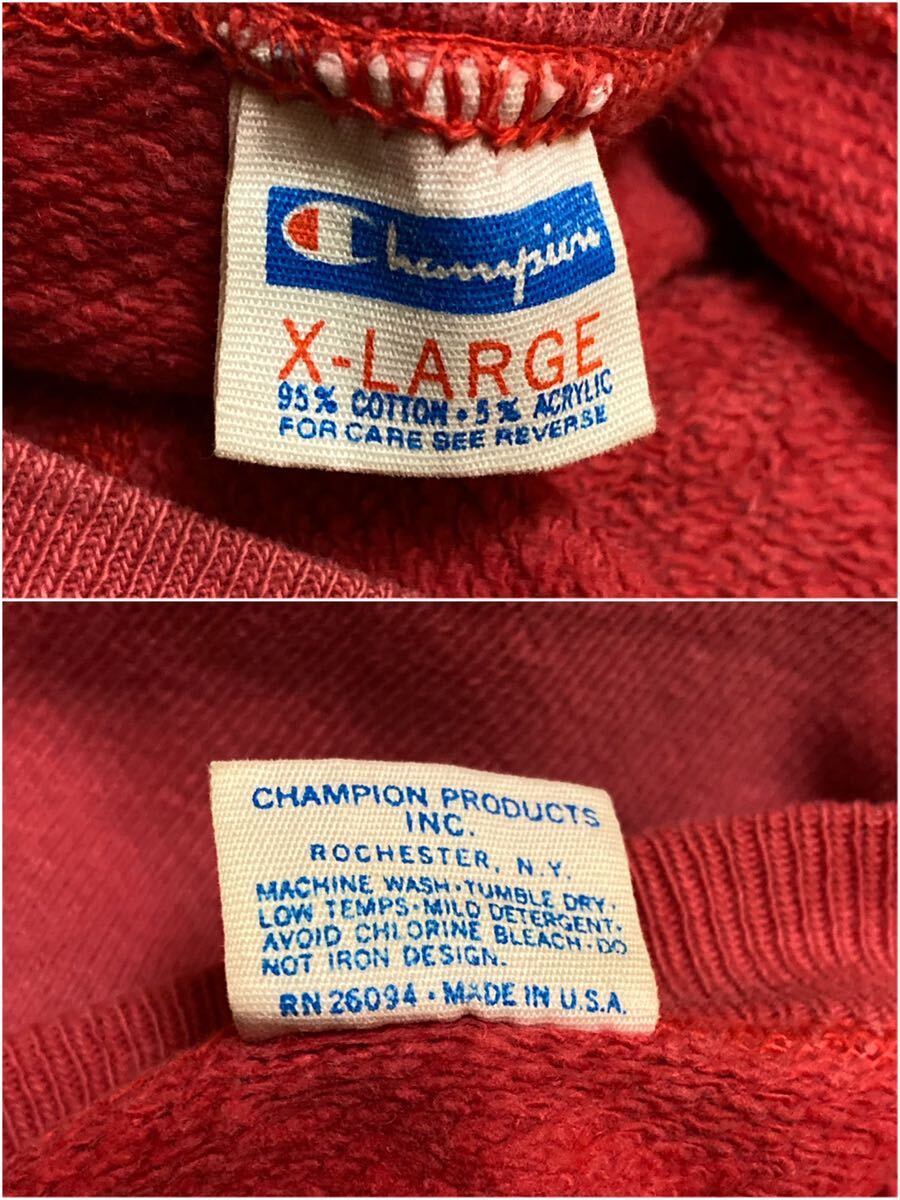 Champion
X-LARGE
95% COTTON • 5% ACRYLIC
FOR CARE SEE REVERSE
CHAMPION PRODUCTS
INC.
ROCHESTER, N.Y.
MACHINE WASH•TUMBLE DRY.
LOW TEMPS•MILD DETERGENT.
AVOID CHLORINE BLEACH•DO
NOT IRON DESIGN.
RN 26094 • MADE IN U.S.A.